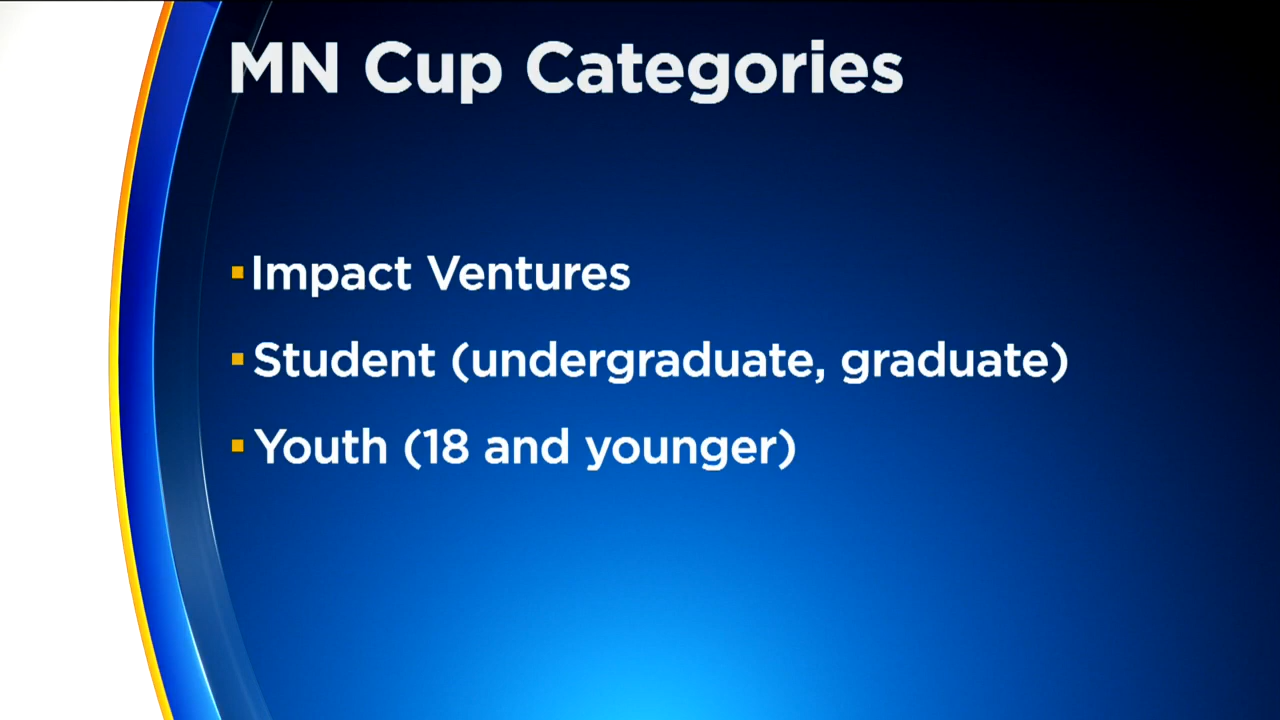 MN Cup Categories
▪Impact Ventures
▪Student (undergraduate, graduate)
▪Youth (18 and younger)